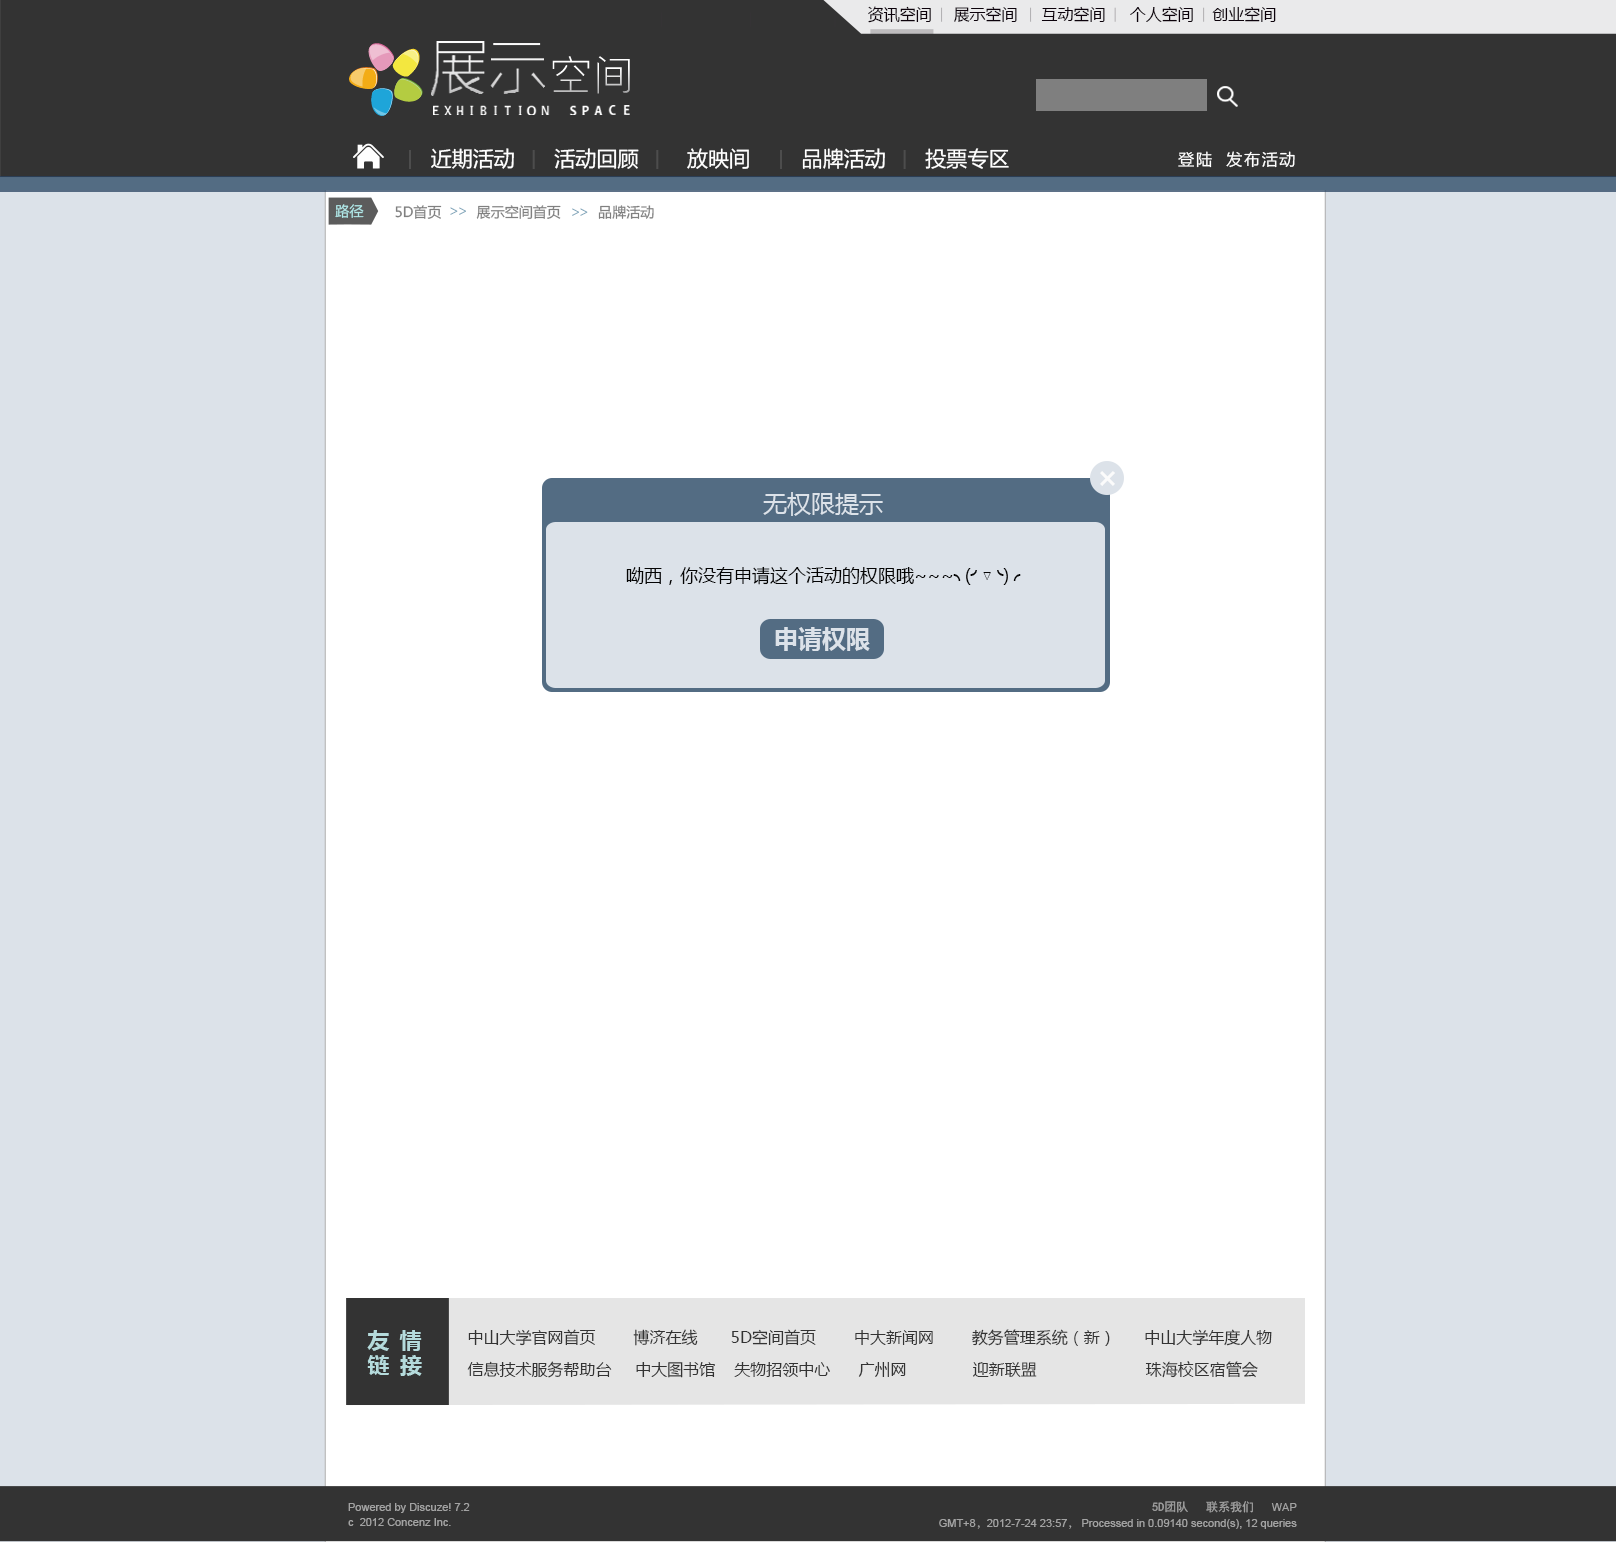 资讯空间 展示空间 互动空间 个人空间 创业空间
展示空间
EXHIBITION SPACE
近期活动 活动回顾 放映间 品牌活动 投票专区 登陆 发布活动
路径 5D首页 >> 展示空间首页 >> 品牌活动
无权限提示
呦西，你没有申请这个活动的权限哦~~~╮(╯▽╰)╭
申请权限
友情
链接
中山大学官网首页 博济在线 5D空间首页 中大新闻网 教务管理系统（新） 中山大学年度人物
信息技术服务帮助台 中大图书馆 失物招领中心 广州网 迎新联盟 珠海校区宿管会
Powered by Discuze! 7.2 5D团队 联系我们 WAP
c 2012 Concenz Inc. GMT+8，2012-7-24 23:57， Processed in 0.09140 second(s), 12 queries